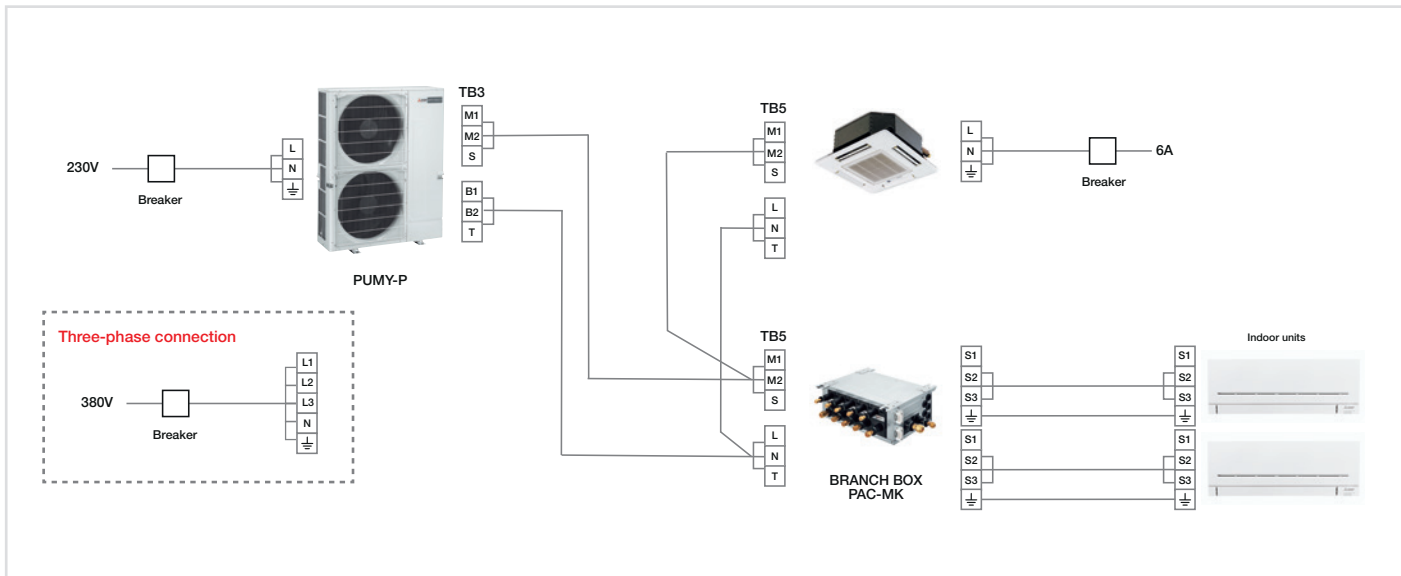 TB3
M1
M2
S
230V
Breaker
L
N
B1
B2
T
PUMY-P
TB5
M1
M2
S
L
N
T
L
N
6A
Breaker
Three-phase connection
380V
Breaker
L1
L2
L3
N
TB5
M1
M2
S
L
N
T
BRANCH BOX
PAC-MK
Indoor units
S1
S2
S3
S1
S2
S3
S1
S2
S3
S1
S2
S3